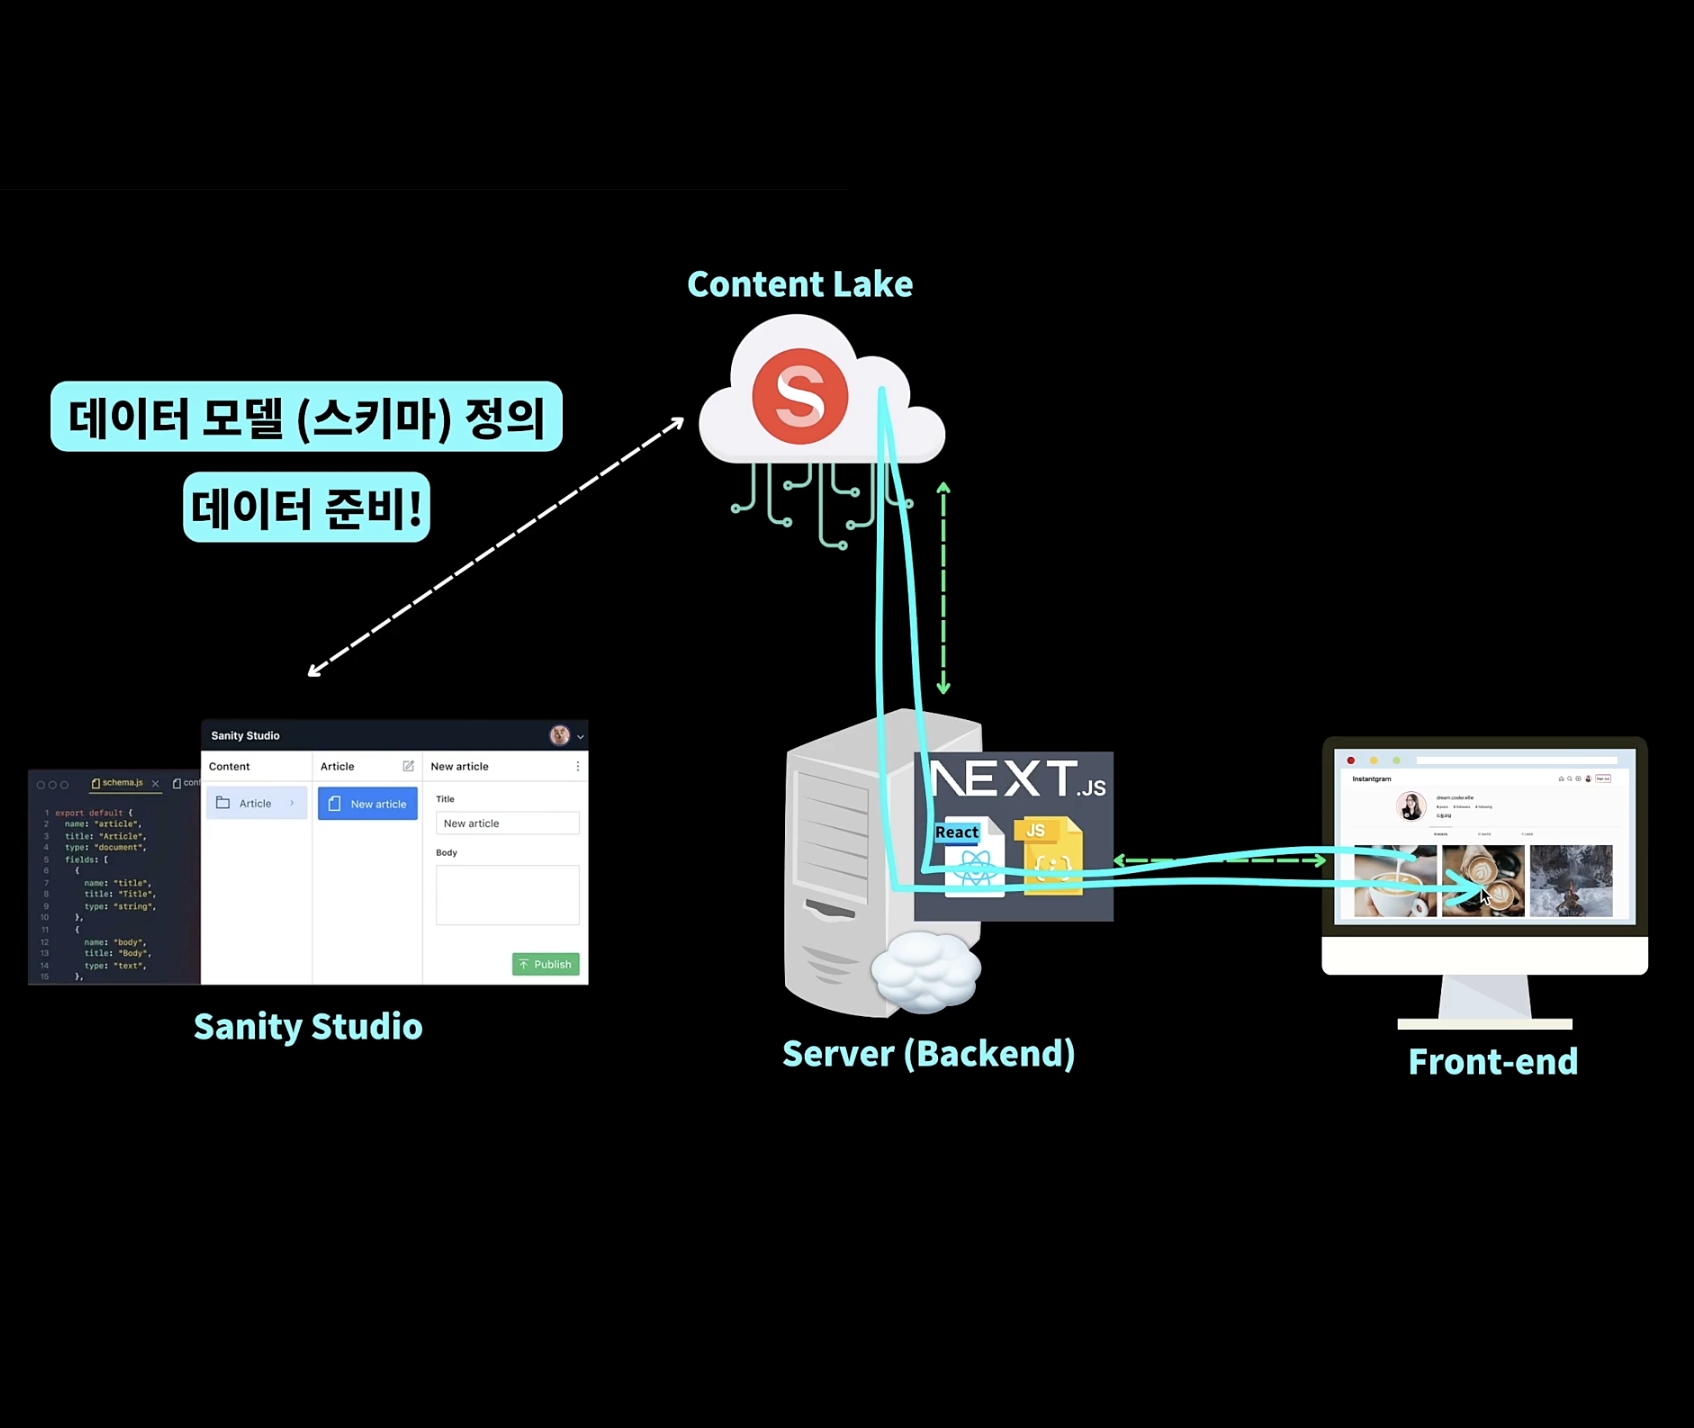 Content Lake
S
데이터 모델 (스키마) 정의
데이터 준비!
Sanity Studio
Content
Article
New article
Article
New article
Title
New article
Body
Publish
schema.js
conf
1 export default {
2 name: "article",
3 title: "Article",
4 type: "document",
5 fields: [
6 {
7 name: "title",
8 title: "Title",
9 type: "string",
10 },
11 {
12 name: "body",
13 title: "Body",
14 type: "text",
15 },
Sanity Studio
NEXT.JS
React
JS
Server (Backend)
Instantgram
Front-end